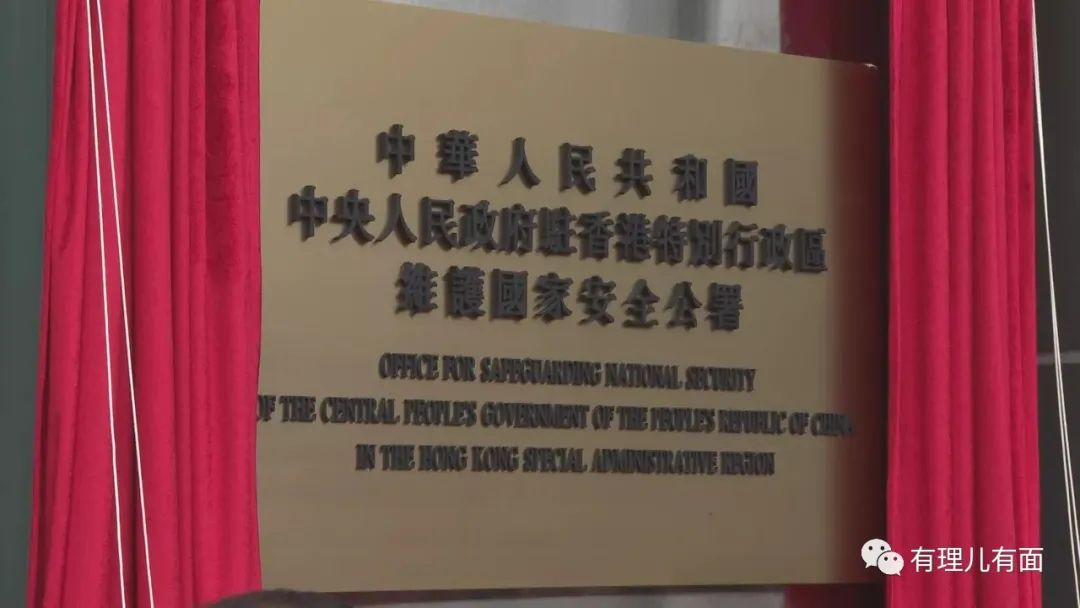 中華人民共和國
中央人民政府駐香港特別行政區
維護國家安全公署
OFFICE FOR SAFEGUARDING NATIONAL SECURITY
OF THE CENTRAL PEOPLE'S GOVERNMENT OF THE PEOPLE'S REPUBLIC OF CHINA
IN THE HONG KONG SPECIAL ADMINISTRATIVE REGION
有理儿有面